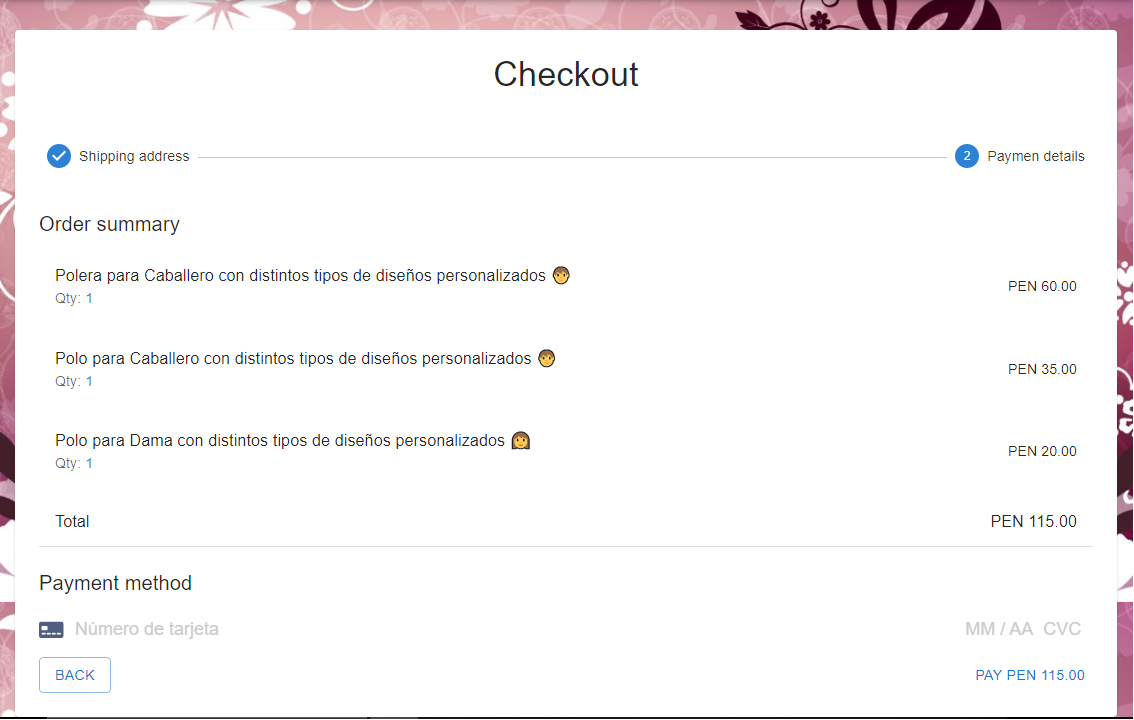 Checkout
Shipping address
2 Paymen details
Order summary
Polera para Caballero con distintos tipos de diseños personalizados 🧒
Qty: 1
PEN 60.00
Polo para Caballero con distintos tipos de diseños personalizados 🧒
Qty: 1
PEN 35.00
Polo para Dama con distintos tipos de diseños personalizados 👩
Qty: 1
PEN 20.00
Total PEN 115.00
Payment method
Número de tarjeta MM / AA CVC
BACK PAY PEN 115.00